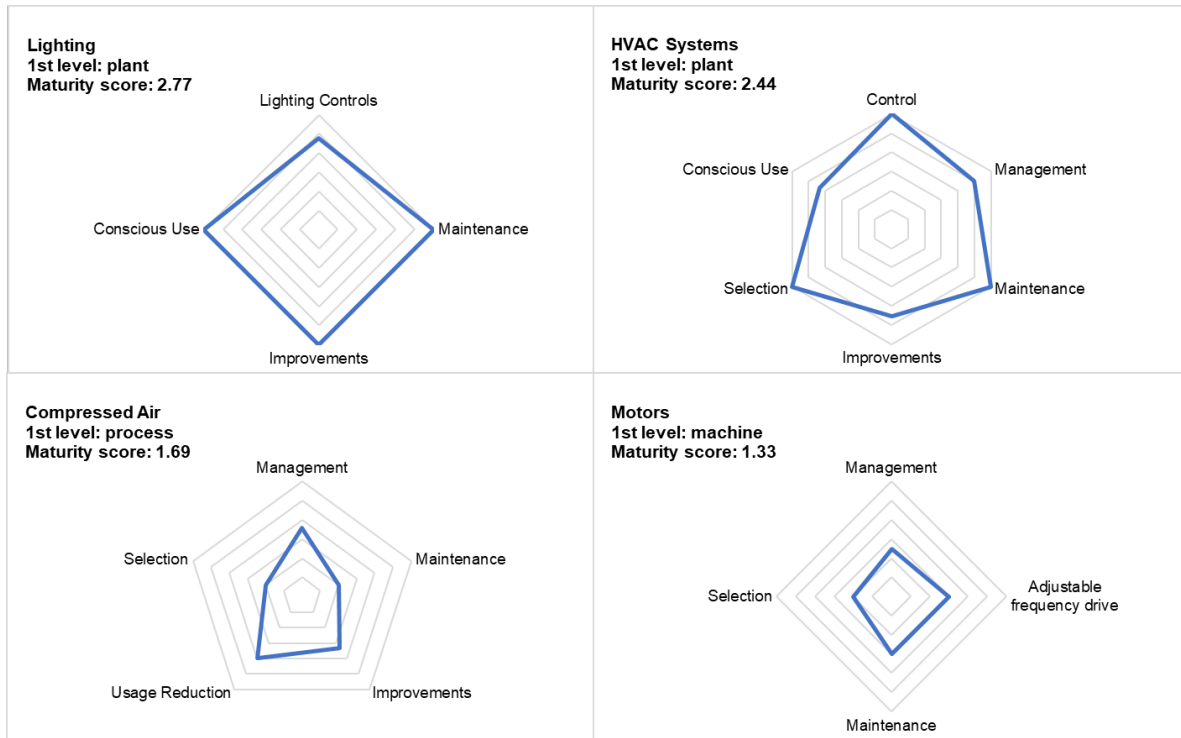 Lighting
1st level: plant
Maturity score: 2.77
Lighting Controls
Conscious Use
Maintenance
Improvements
HVAC Systems
1st level: plant
Maturity score: 2.44
Control
Conscious Use
Management
Selection
Maintenance
Improvements
Compressed Air
1st level: process
Maturity score: 1.69
Management
Selection
Maintenance
Usage Reduction
Improvements
Motors
1st level: machine
Maturity score: 1.33
Management
Selection
Adjustable
frequency drive
Maintenance